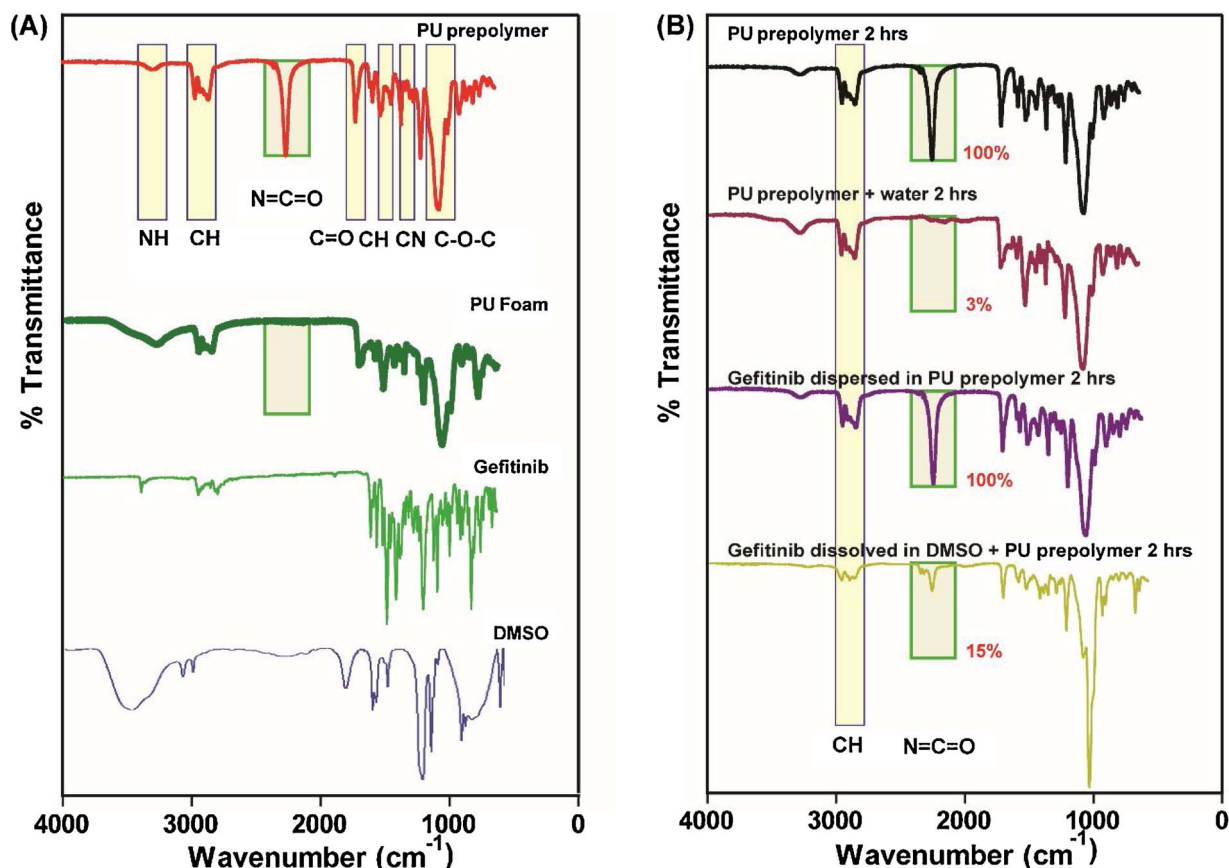 (A)
PU prepolymer
N=C=O
NH
CH
C=O
CH
CN
C-O-C
PU Foam
Gefitinib
DMSO
% Transmittance
4000
3000
2000
1000
0
Wavenumber (cm-1)
(B)
PU prepolymer 2 hrs
100%
PU prepolymer + water 2 hrs
3%
Gefitinib dispersed in PU prepolymer 2 hrs
100%
Gefitinib dissolved in DMSO + PU prepolymer 2 hrs
15%
CH
N=C=O
% Transmittance
4000
3000
2000
1000
0
Wavenumber (cm-1)